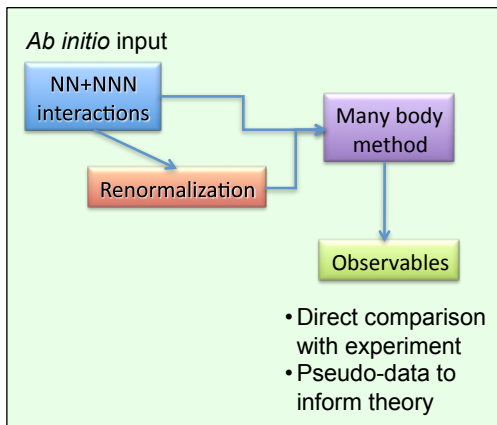 Ab initio input
NN+NNN
interactions
Many body
method
Renormalization
Observables
• Direct comparison
with experiment
• Pseudo-data to
inform theory